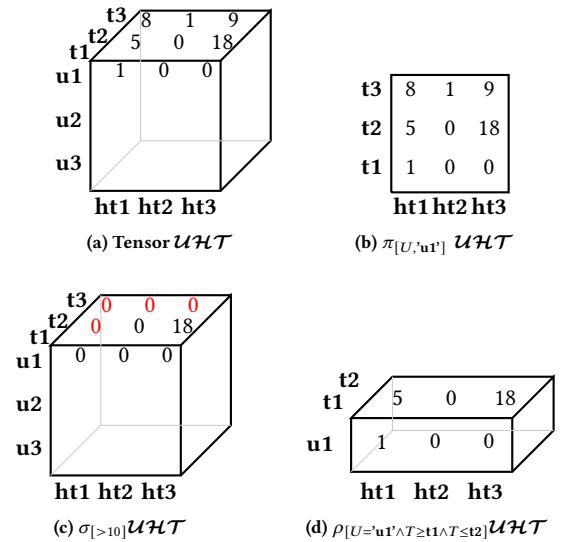 t3 8 1 9
t2 5 0 18
t1
u1 1 0 0
u2
u3
ht1 ht2 ht3
(a) Tensor 𝓤𝓗𝓣
t3 8 1 9
t2 5 0 18
t1 1 0 0
ht1 ht2 ht3
(b) π[U,'u1'] 𝓤𝓗𝓣
t3 0 0 0
t2 0 0 18
t1
u1 0 0 0
u2
u3
ht1 ht2 ht3
(c) σ[>10]𝓤𝓗𝓣
t2
t1 5 0 18
u1 1 0 0
ht1 ht2 ht3
(d) ρ[U='u1'∧T≥t1∧T≤t2]𝓤𝓗𝓣